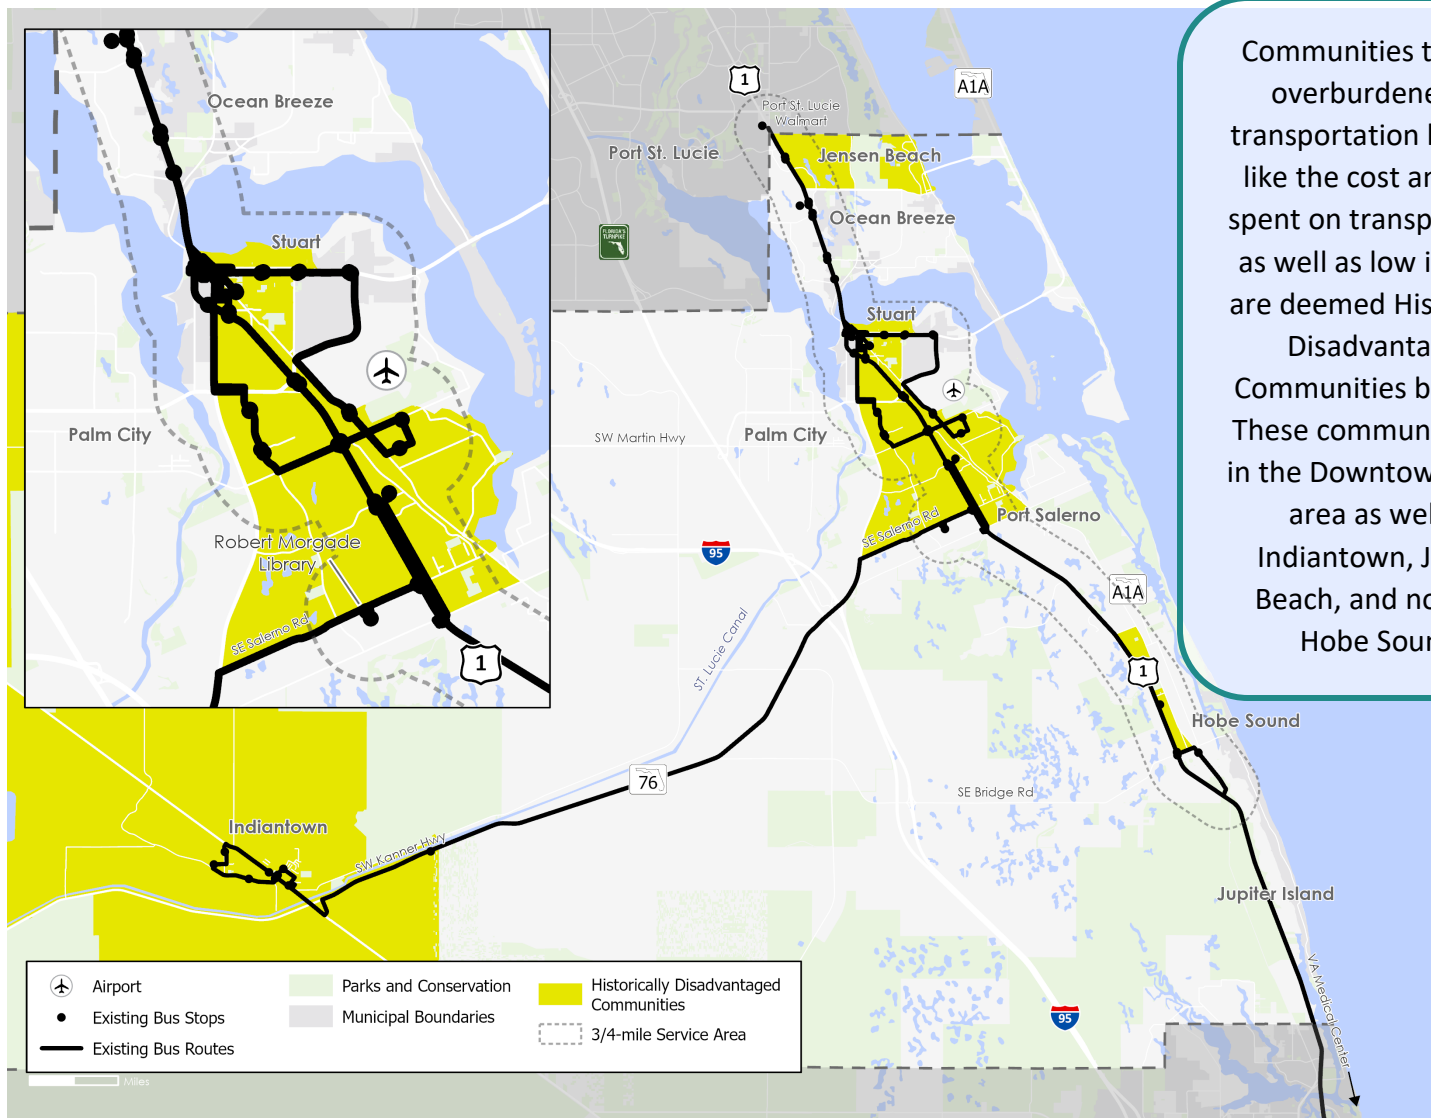 Ocean Breeze
Stuart
Palm City
Robert Morgade
Library
SE Salerno Rd
1
1
A1A
Port St. Lucie
Walmart
Port St. Lucie
Jensen Beach
Ocean Breeze
FLORIDA'S
TURNPIKE
Stuart
SW Martin Hwy
Palm City
SE Salerno Rd
Port Salerno
95
A1A
ST. Lucie Canal
1
Hobe Sound
76
SE Bridge Rd
Indiantown
SW Kanner Hwy
Jupiter Island
VA Medical Center
95
Communities t
overburdene
transportation
like the cost an
spent on transp
as well as low i
are deemed His
Disadvanta
Communities b
These commun
in the Downtow
area as wel
Indiantown, J
Beach, and no
Hobe Soun
Airport
Existing Bus Stops
Existing Bus Routes
Parks and Conservation
Municipal Boundaries
Historically Disadvantaged
Communities
3/4-mile Service Area
Miles